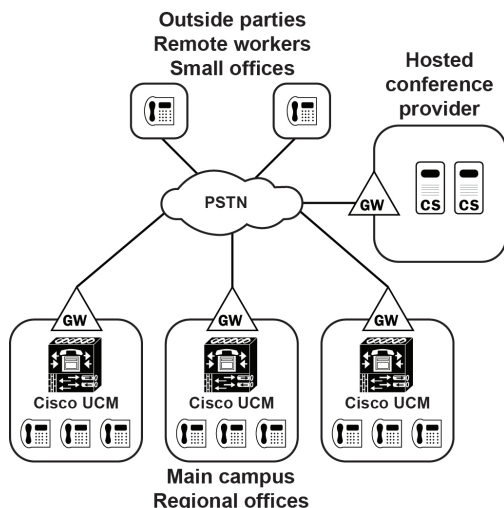 Outside parties
Remote workers
Small offices
Hosted
conference
provider
PSTN
GW
CS CS
GW GW GW
Cisco UCM Cisco UCM Cisco UCM
Main campus
Regional offices